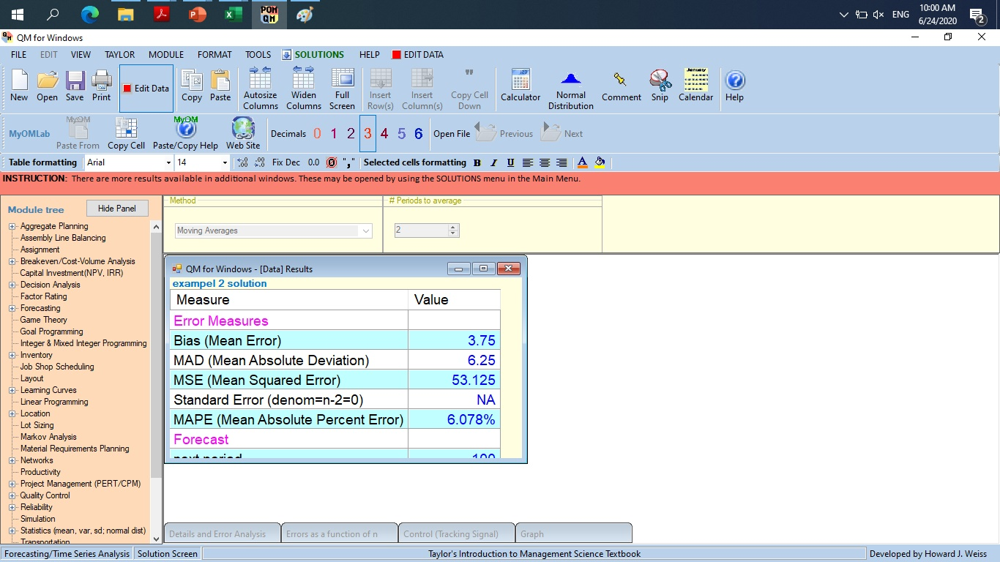 POM
QM
ENG
10:00 AM
6/24/2020
2
QM for Windows
FILE EDIT VIEW TAYLOR MODULE FORMAT TOOLS SOLUTIONS HELP EDIT DATA
New Open Save Print Edit Data Copy Paste Autosize Columns Widen Columns Full Screen Insert Row(s) Insert Column(s) Copy Cell Down Calculator Normal Distribution Comment Snip January Calendar Help
MyOMLab MyOM Paste From Copy Cell MyOM Paste/Copy Help Web Site Decimals 0 1 2 3 4 5 6 Open File Previous Next
Table formatting Arial 14 Fix Dec 0.0 "," Selected cells formatting B I U A
INSTRUCTION: There are more results available in additional windows. These may be opened by using the SOLUTIONS menu in the Main Menu.
Module tree Hide Panel
Aggregate Planning
Assembly Line Balancing
Assignment
Breakeven/Cost-Volume Analysis
Capital Investment(NPV, IRR)
Decision Analysis
Factor Rating
Forecasting
Game Theory
Goal Programming
Integer & Mixed Integer Programming
Inventory
Job Shop Scheduling
Layout
Learning Curves
Linear Programming
Location
Lot Sizing
Markov Analysis
Material Requirements Planning
Networks
Productivity
Project Management (PERT/CPM)
Quality Control
Reliability
Simulation
Statistics (mean, var, sd; normal dist)
Transportation
Method
Moving Averages
# Periods to average
2
QM for Windows - [Data] Results
exampel 2 solution
Measure Value
Error Measures
Bias (Mean Error) 3.75
MAD (Mean Absolute Deviation) 6.25
MSE (Mean Squared Error) 53.125
Standard Error (denom=n-2=0) NA
MAPE (Mean Absolute Percent Error) 6.078%
Forecast
next period 100
Details and Error Analysis Errors as a function of n Control (Tracking Signal) Graph
Forecasting/Time Series Analysis Solution Screen Taylor's Introduction to Management Science Textbook Developed by Howard J. Weiss